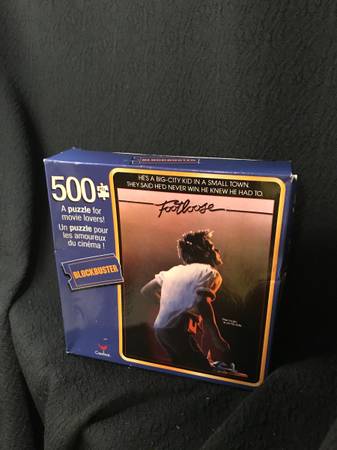 BLOCKBUSTER
500
A puzzle for
movie lovers!
Un puzzle pour
les amoureux
du cinéma !
BLOCKBUSTER
Cardinal
HE'S A BIG-CITY KID IN A SMALL TOWN.
THEY SAID HE'D NEVER WIN. HE KNEW HE HAD TO.
Footloose